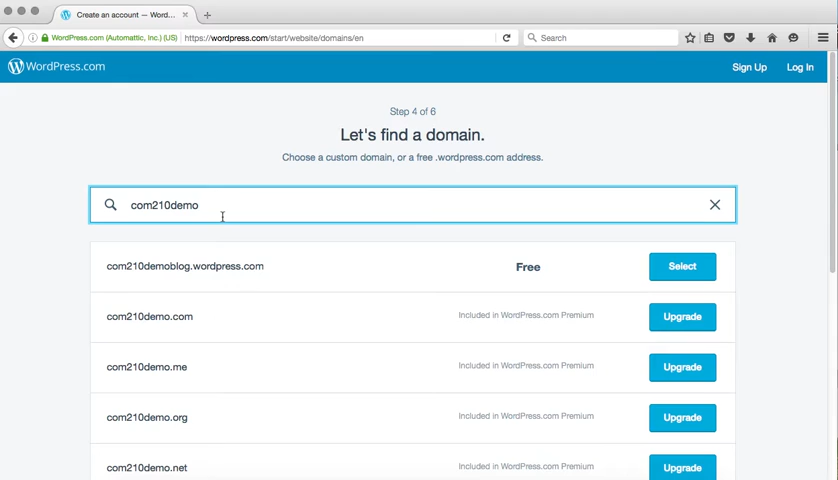 Create an account — Word...
WordPress.com (Automattic, Inc.) (US)
https://wordpress.com/start/website/domains/en
Search
WordPress.com
Sign Up
Log In
Step 4 of 6
Let's find a domain.
Choose a custom domain, or a free .wordpress.com address.
com210demo
com210demoblog.wordpress.com
Free
Select
com210demo.com
Included in WordPress.com Premium
Upgrade
com210demo.me
Included in WordPress.com Premium
Upgrade
com210demo.org
Included in WordPress.com Premium
Upgrade
com210demo.net
Included in WordPress.com Premium
Upgrade